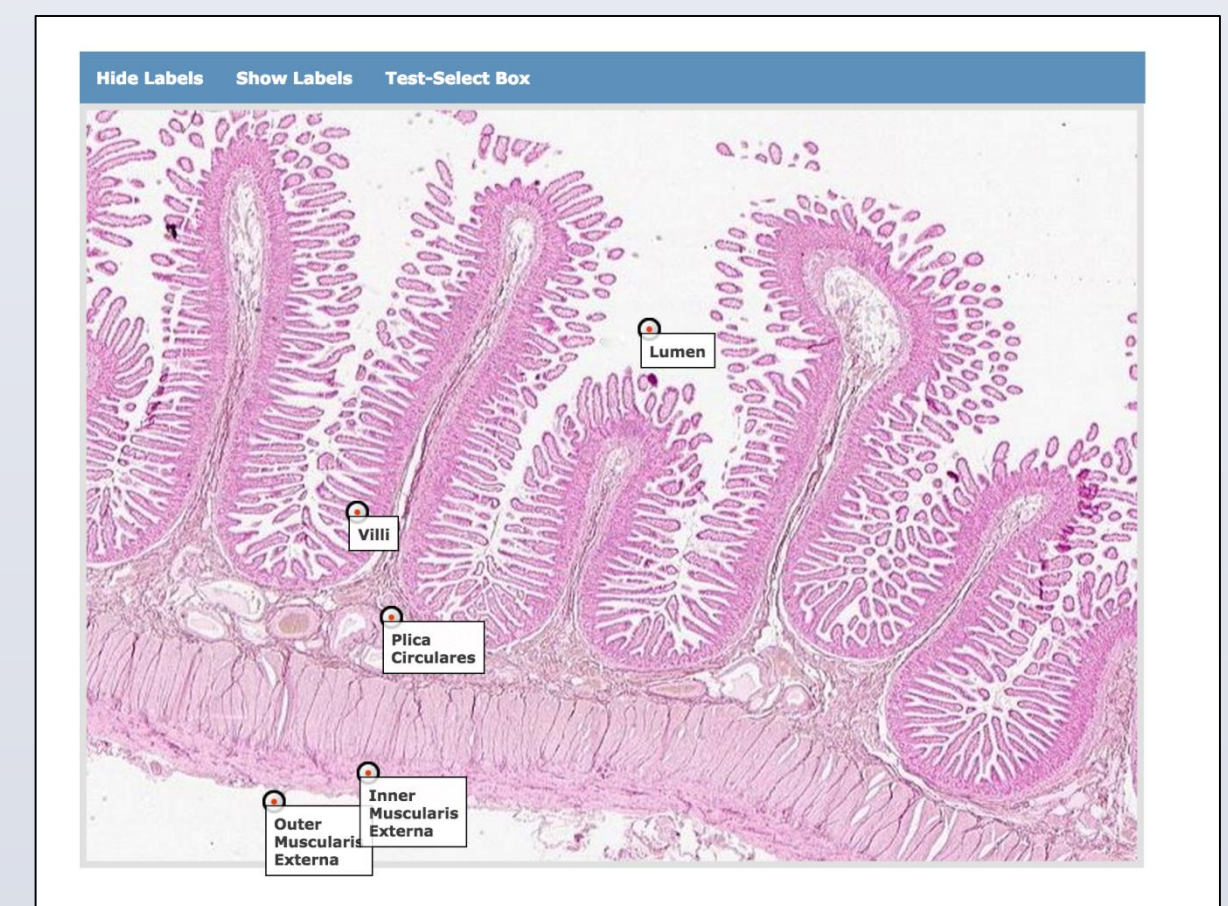 Hide Labels Show Labels Test-Select Box
Lumen
Villi
Plica
Circulares
Inner
Muscularis
Externa
Outer
Muscularis
Externa